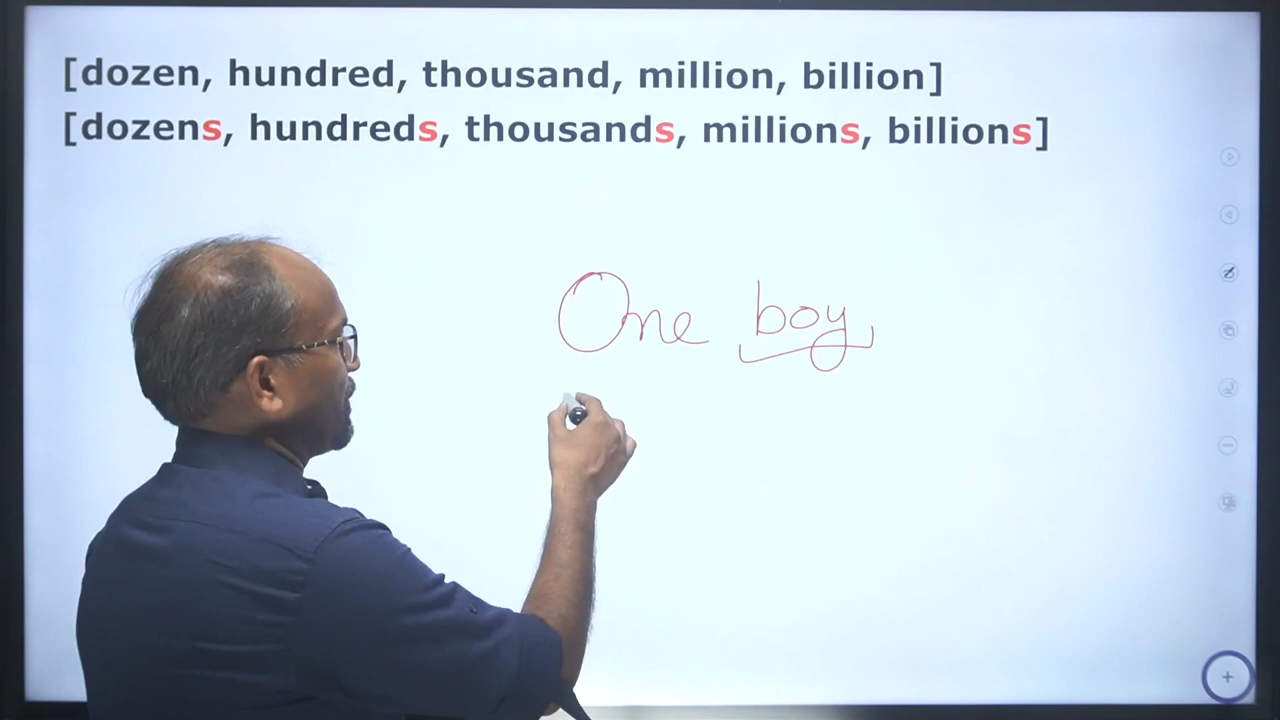 [dozen, hundred, thousand, million, billion]
[dozens, hundreds, thousands, millions, billions]
One boy